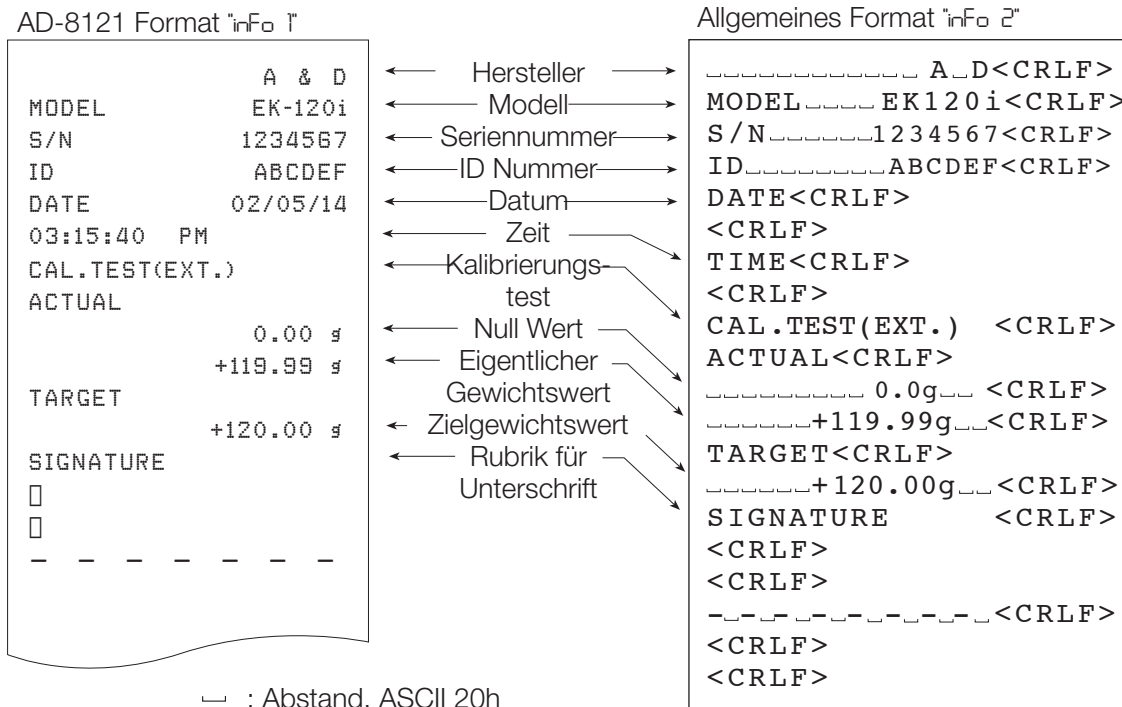 AD-8121 Format "inFo 1"
A & D
MODEL EK-120i
S/N 1234567
ID ABCDEF
DATE 02/05/14
03:15:40 PM
CAL.TEST(EXT.)
ACTUAL
0.00 g
+119.99 g
TARGET
+120.00 g
SIGNATURE
▯
▯
– – – – – – –
Hersteller
Modell
Seriennummer
ID Nummer
Datum
Zeit
Kalibrierungs-
test
Null Wert
Eigentlicher
Gewichtswert
Zielgewichtswert
Rubrik für
Unterschrift
Allgemeines Format "inFo 2"
␣␣␣␣␣␣␣␣␣␣␣␣ A␣D<CRLF>
MODEL␣␣␣␣EK120i<CRLF>
S/N␣␣␣␣␣␣1234567<CRLF>
ID␣␣␣␣␣␣␣␣ABCDEF<CRLF>
DATE<CRLF>
<CRLF>
TIME<CRLF>
<CRLF>
CAL.TEST(EXT.) <CRLF>
ACTUAL<CRLF>
␣␣␣␣␣␣␣␣␣ 0.0g␣␣ <CRLF>
␣␣␣␣␣␣+119.99g␣␣<CRLF>
TARGET<CRLF>
␣␣␣␣␣␣+120.00g␣␣<CRLF>
SIGNATURE <CRLF>
<CRLF>
<CRLF>
-␣-␣-␣-␣-␣-␣-␣-␣<CRLF>
<CRLF>
<CRLF>
␣ : Abstand, ASCII 20h